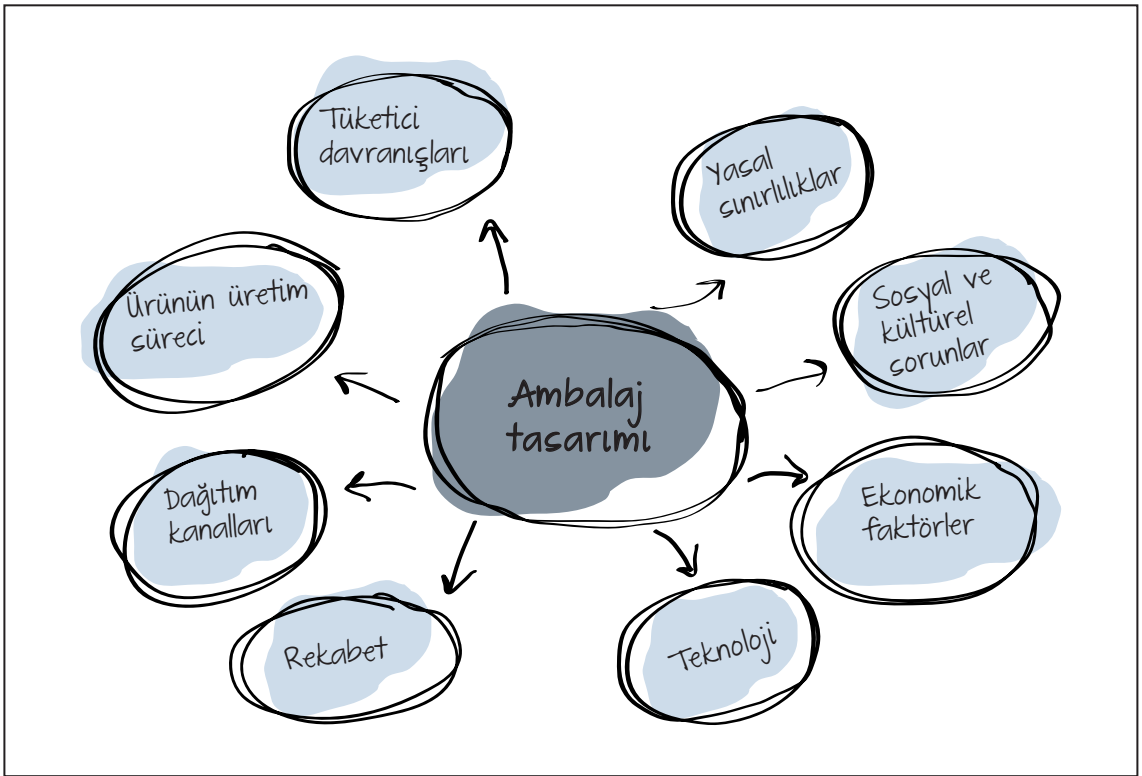 Tüketici
davranışları
Yasal
sınırlılıklar
Ürünün üretim
süreci
Sosyal ve
kültürel
sorunlar
Ambalaj
tasarımı
Dağıtım
kanalları
Ekonomik
faktörler
Rekabet
Teknoloji